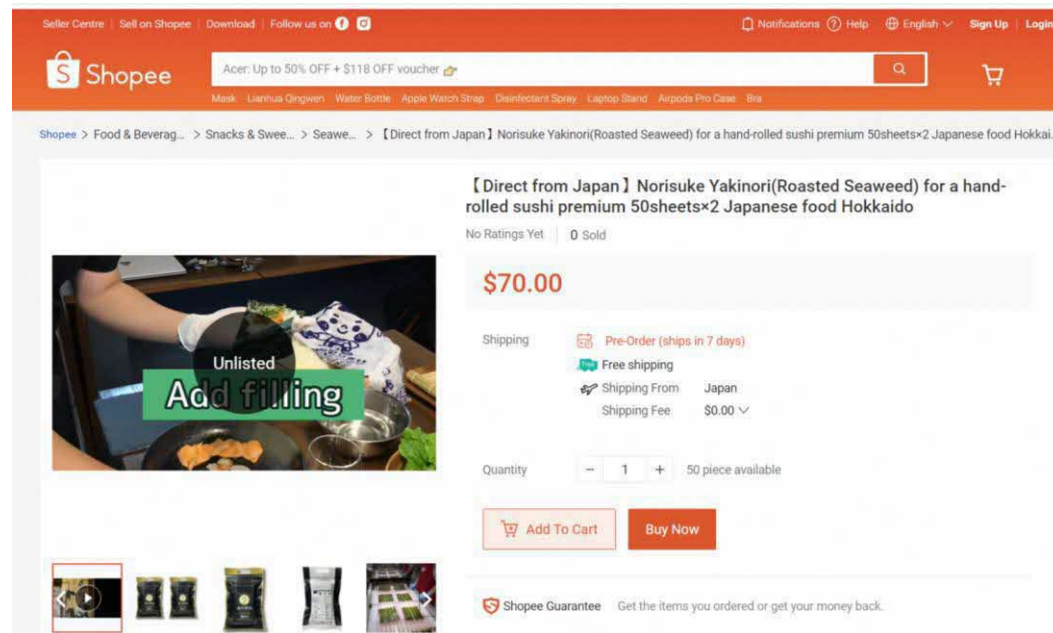 Seller Centre | Sell on Shopee | Download | Follow us on
Notifications Help English Sign Up | Login
Shopee
Acer: Up to 50% OFF + $118 OFF voucher 👉
Mask Lianhua Qingwen Water Bottle Apple Watch Strap Disinfectant Spray Laptop Stand Airpods Pro Case Bra
Shopee > Food & Beverag... > Snacks & Swee... > Seawe... > 【Direct from Japan】Norisuke Yakinori(Roasted Seaweed) for a hand-rolled sushi premium 50sheets×2 Japanese food Hokkai...
【Direct from Japan】Norisuke Yakinori(Roasted Seaweed) for a hand-
rolled sushi premium 50sheets×2 Japanese food Hokkaido
No Ratings Yet | 0 Sold
$70.00
Shipping Pre-Order (ships in 7 days)
Free shipping
Shipping From Japan
Shipping Fee $0.00
Unlisted
Add filling
Quantity − 1 + 50 piece available
Add To Cart Buy Now
Shopee Guarantee Get the items you ordered or get your money back.